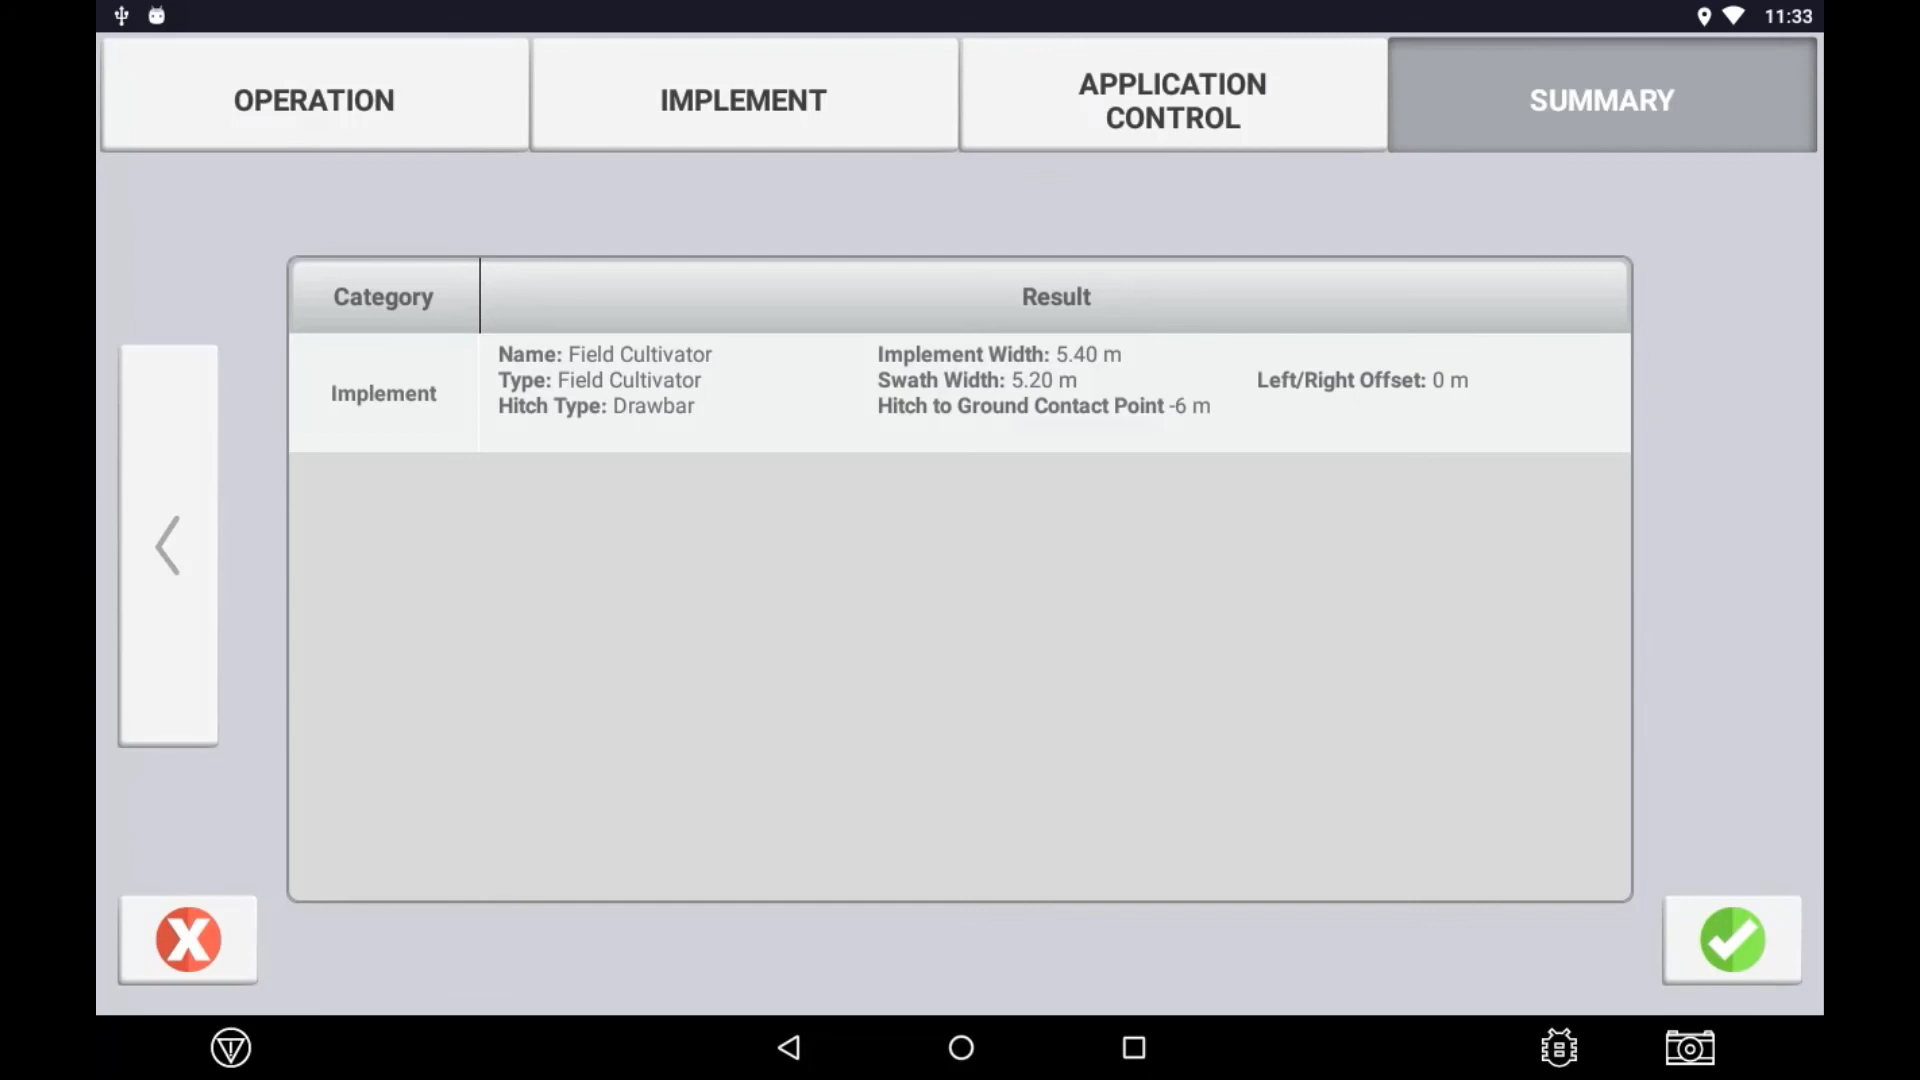 11:33
OPERATION
IMPLEMENT
APPLICATION
CONTROL
SUMMARY
Category
Result
Implement
Name: Field Cultivator
Type: Field Cultivator
Hitch Type: Drawbar
Implement Width: 5.40 m
Swath Width: 5.20 m
Hitch to Ground Contact Point -6 m
Left/Right Offset: 0 m